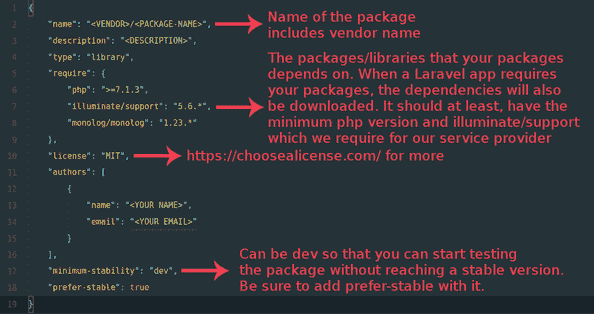 1 {
2 "name": "<VENDOR>/<PACKAGE-NAME>",
Name of the package
includes vendor name
3 "description": "<DESCRIPTION>",
4 "type": "library",
5 "require": {
6 "php": ">=7.1.3",
7 "illuminate/support": "5.6.*",
8 "monolog/monolog": "1.23.*"
9 },
The packages/libraries that your packages
depends on. When a Laravel app requires
your packages, the dependencies will also
be downloaded. It should at least, have the
minimum php version and illuminate/support
which we require for our service provider
10 "license": "MIT",
https://choosealicense.com/ for more
11 "authors": [
12 {
13 "name": "<YOUR NAME>",
14 "email": "<YOUR EMAIL>"
15 }
16 ],
17 "minimum-stability": "dev",
18 "prefer-stable": true
Can be dev so that you can start testing
the package without reaching a stable version.
Be sure to add prefer-stable with it.
19 }